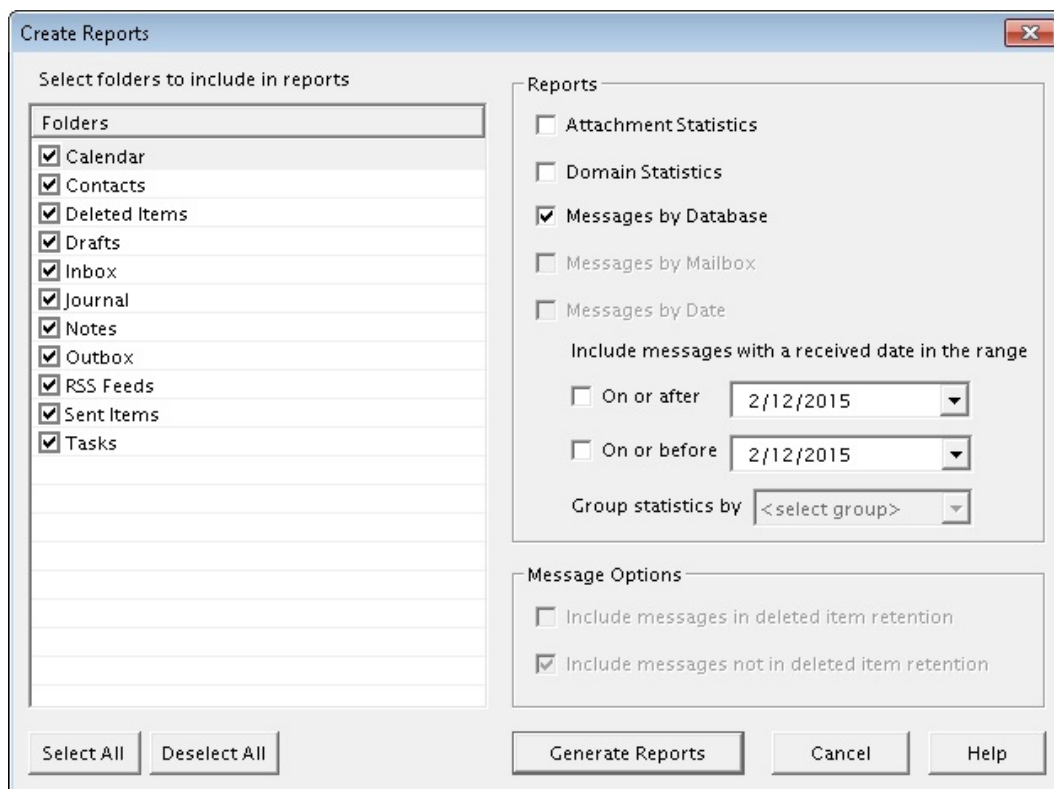 Create Reports
Select folders to include in reports
Folders
Calendar
Contacts
Deleted Items
Drafts
Inbox
Journal
Notes
Outbox
RSS Feeds
Sent Items
Tasks
Select All
Deselect All
Reports
Attachment Statistics
Domain Statistics
Messages by Database
Messages by Mailbox
Messages by Date
Include messages with a received date in the range
On or after 2/12/2015
On or before 2/12/2015
Group statistics by <select group>
Message Options
Include messages in deleted item retention
Include messages not in deleted item retention
Generate Reports
Cancel
Help